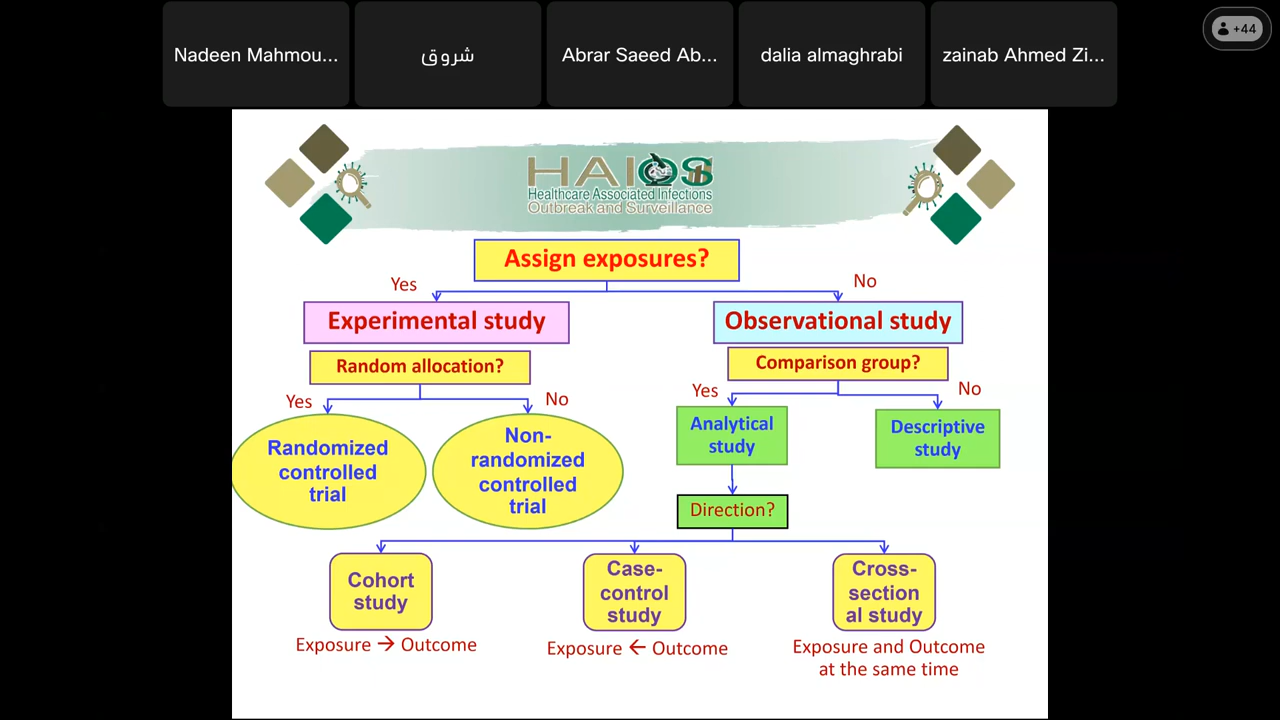 Nadeen Mahmou...
شروق
Abrar Saeed Ab...
dalia almaghrabi
zainab Ahmed Zi...
+44
HAIOS
Healthcare Associated Infections
Outbreak and Surveillance
Assign exposures?
Yes
No
Experimental study
Observational study
Random allocation?
Comparison group?
Yes
No
Yes
No
Randomized
controlled
trial
Non-
randomized
controlled
trial
Analytical
study
Descriptive
study
Direction?
Cohort
study
Case-
control
study
Cross-
section
al study
Exposure → Outcome
Exposure ← Outcome
Exposure and Outcome
at the same time